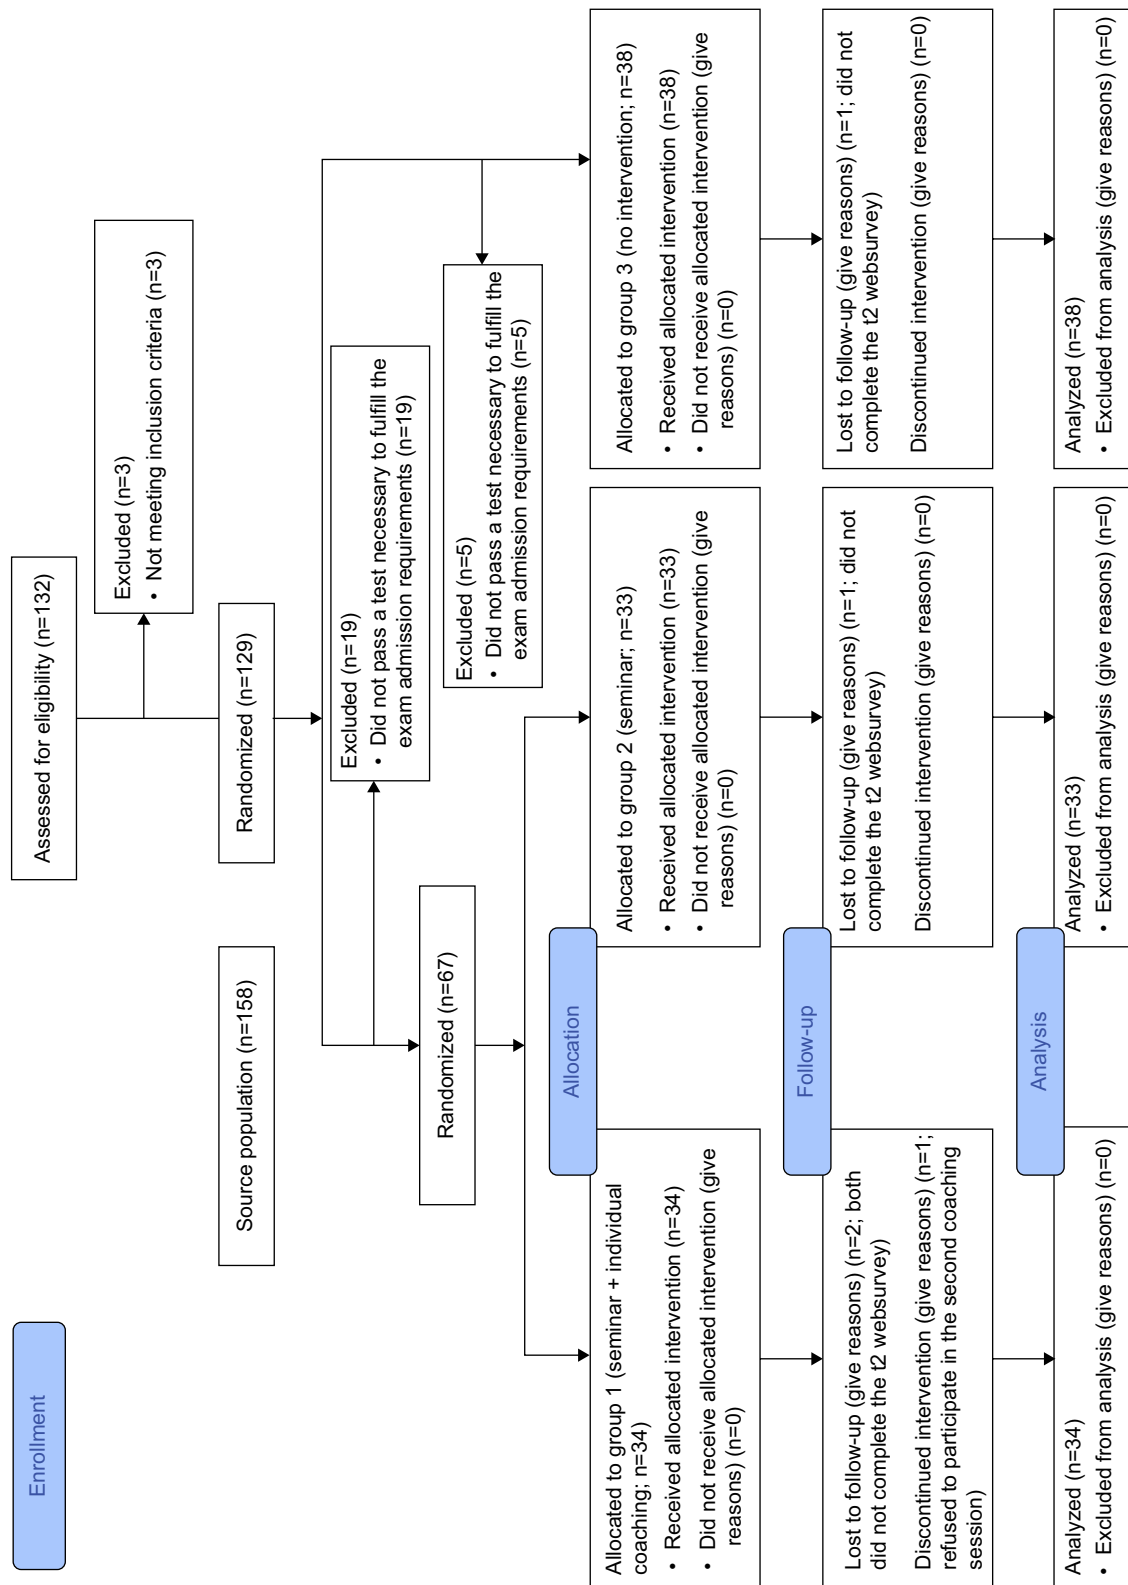 Enrollment
Assessed for eligibility (n=132)
Excluded (n=3)
• Not meeting inclusion criteria (n=3)
Source population (n=158)
Randomized (n=129)
Excluded (n=19)
• Did not pass a test necessary to fulfill the
exam admission requirements (n=19)
Randomized (n=67)
Excluded (n=5)
• Did not pass a test necessary to fulfill the
exam admission requirements (n=5)
Allocation
Allocated to group 1 (seminar + individual
coaching; n=34)
• Received allocated intervention (n=34)
• Did not receive allocated intervention (give
reasons) (n=0)
Allocated to group 2 (seminar; n=33)
• Received allocated intervention (n=33)
• Did not receive allocated intervention (give
reasons) (n=0)
Allocated to group 3 (no intervention; n=38)
• Received allocated intervention (n=38)
• Did not receive allocated intervention (give
reasons) (n=0)
Follow-up
Lost to follow-up (give reasons) (n=2; both
did not complete the t2 websurvey)
Discontinued intervention (give reasons) (n=1;
refused to participate in the second coaching
session)
Lost to follow-up (give reasons) (n=1; did not
complete the t2 websurvey)
Discontinued intervention (give reasons) (n=0)
Lost to follow-up (give reasons) (n=1; did not
complete the t2 websurvey)
Discontinued intervention (give reasons) (n=0)
Analysis
Analyzed (n=34)
• Excluded from analysis (give reasons) (n=0)
Analyzed (n=33)
• Excluded from analysis (give reasons) (n=0)
Analyzed (n=38)
• Excluded from analysis (give reasons) (n=0)